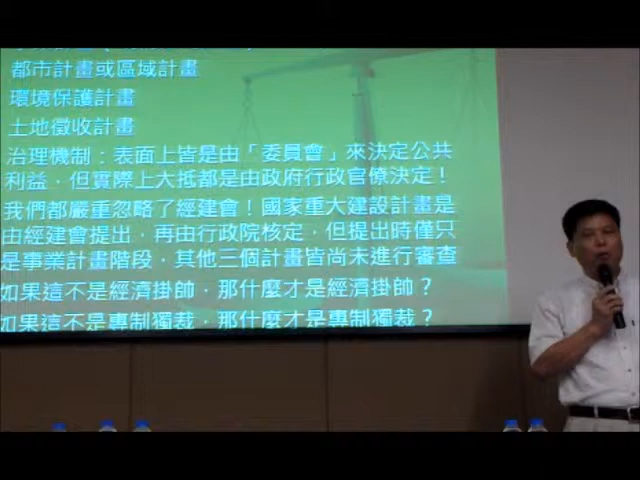 都市計畫或區域計畫
環境保護計畫
土地徵收計畫
治理機制：表面上皆是由「委員會」來決定公共
利益，但實際上大抵都是由政府行政官僚決定！
我們都嚴重忽略了經建會！國家重大建設計畫是
由經建會提出，再由行政院核定，但提出時僅只
是事業計畫階段，其他三個計畫皆尚未進行審查
如果這不是經濟掛帥，那什麼才是經濟掛帥？
如果這不是專制獨裁，那什麼才是專制獨裁？